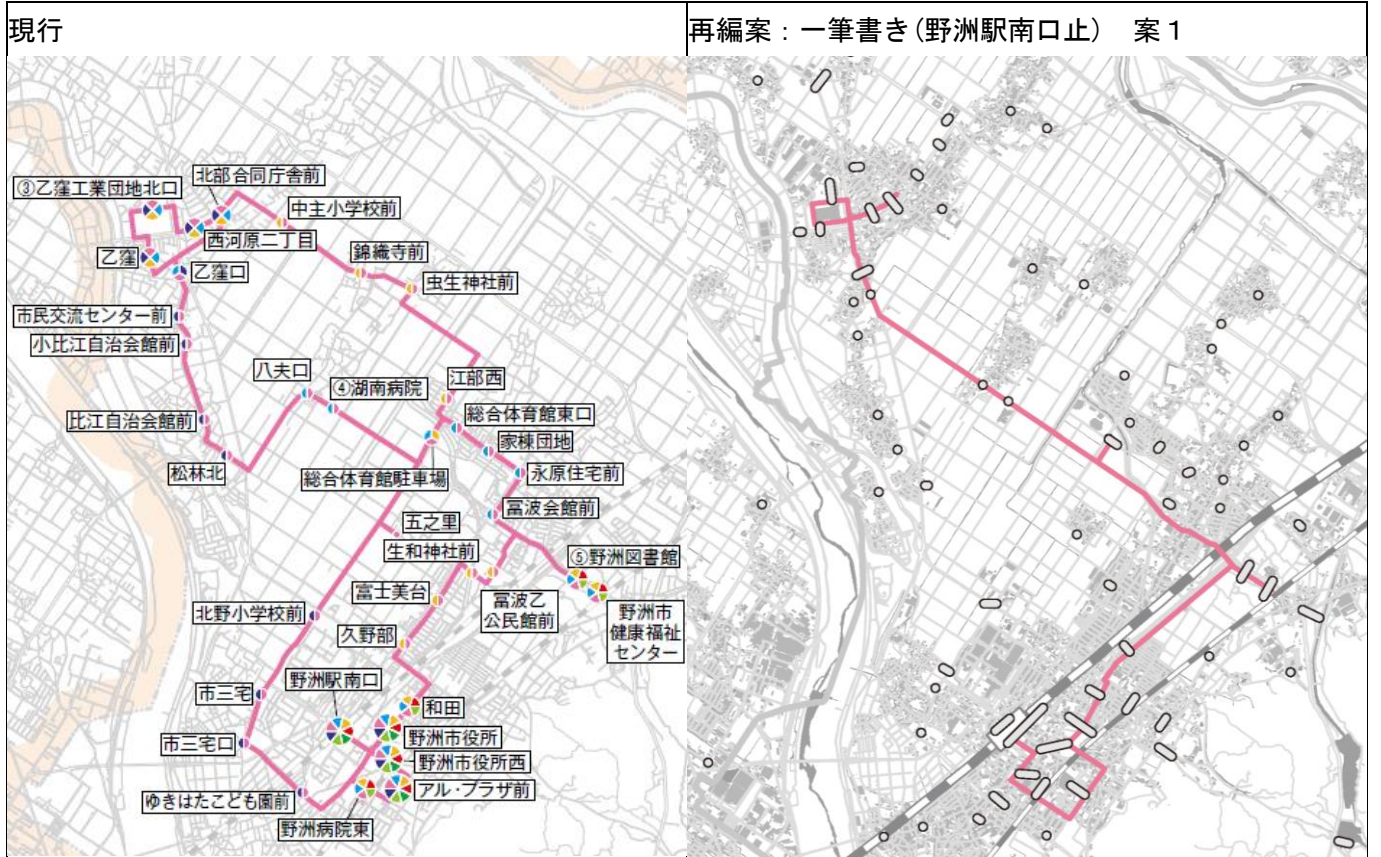 現行
再編案：一筆書き(野洲駅南口止)　案1
北部合同庁舎前
③乙窪工業団地北口
中主小学校前
西河原二丁目
錦織寺前
乙窪
乙窪口
虫生神社前
市民交流センター前
小比江自治会館前
八夫口
④湖南病院
江部西
総合体育館東口
比江自治会館前
家棟団地
松林北
総合体育館駐車場
永原住宅前
冨波会館前
五之里
生和神社前
⑤野洲図書館
富士美台
冨波乙
公民館前
野洲市
健康福祉
センター
北野小学校前
久野部
野洲駅南口
市三宅
和田
野洲市役所
市三宅口
野洲市役所西
アル・プラザ前
ゆきはたこども園前
野洲病院東